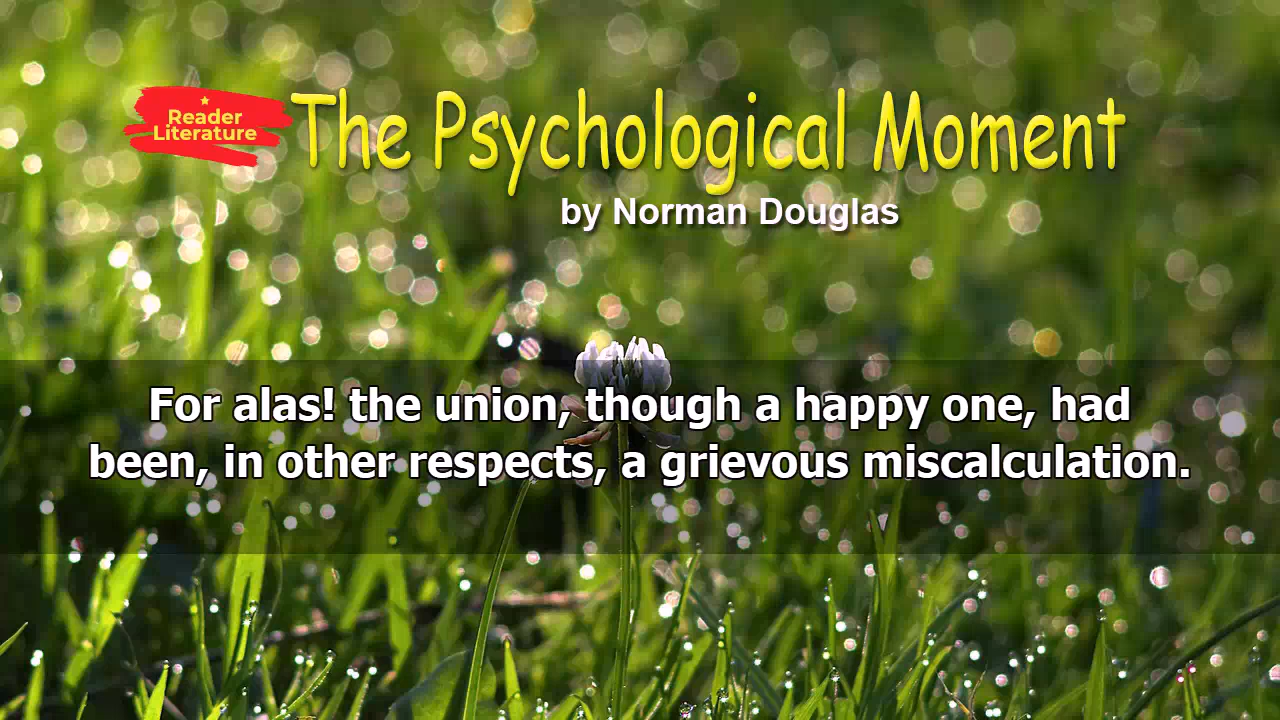 Reader
Literature
The Psychological Moment
by Norman Douglas
For alas! the union, though a happy one, had
been, in other respects, a grievous miscalculation.